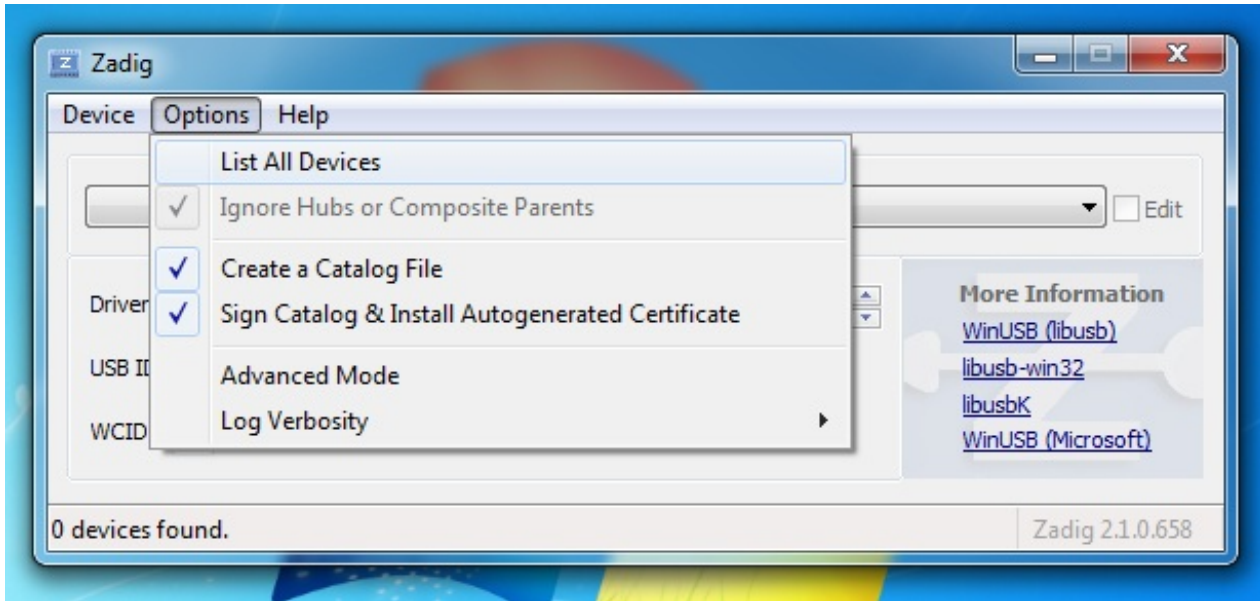 Zadig
Device Options Help
List All Devices
Ignore Hubs or Composite Parents
Edit
Create a Catalog File
Sign Catalog & Install Autogenerated Certificate
Advanced Mode
Log Verbosity
Driver
USB ID
WCID
More Information
WinUSB (libusb)
libusb-win32
libusbK
WinUSB (Microsoft)
0 devices found.
Zadig 2.1.0.658